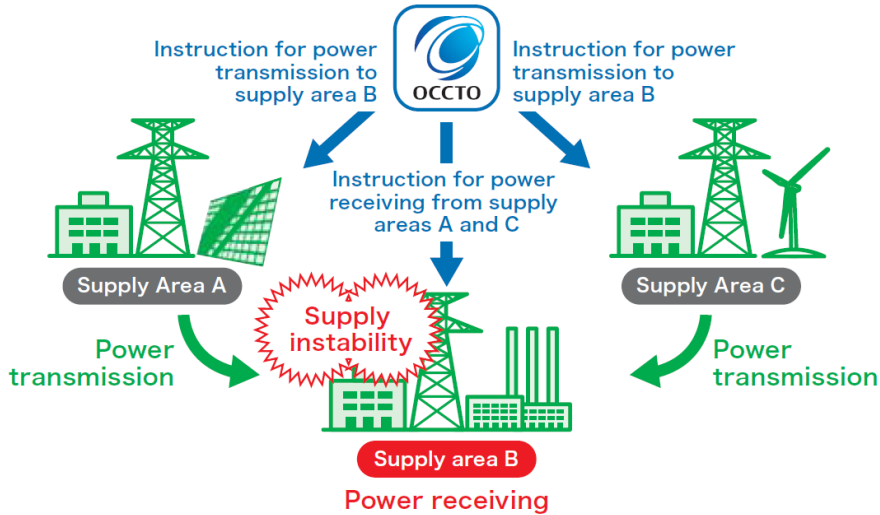 Instruction for power
transmission to
supply area B
OCCTO
Instruction for power
transmission to
supply area B
Instruction for power
receiving from supply
areas A and C
Supply Area A
Supply Area C
Supply
instability
Power
transmission
Power
transmission
Supply area B
Power receiving